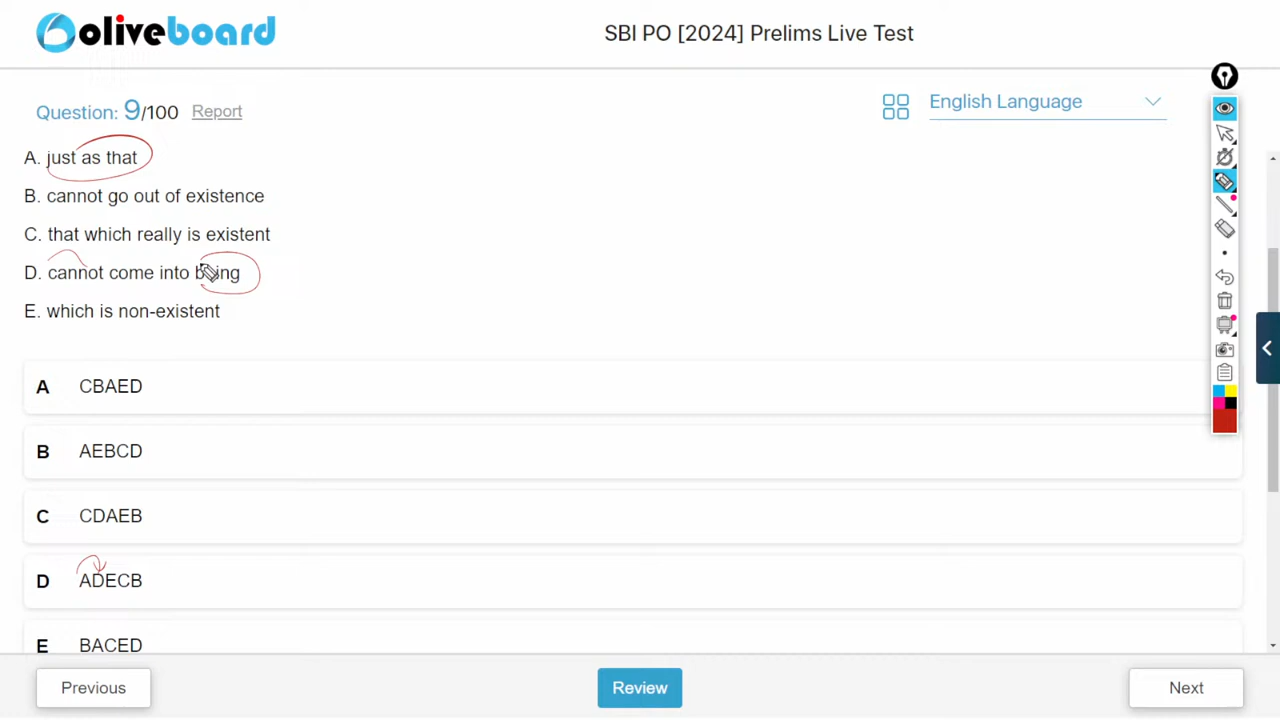 oliveboard
SBI PO [2024] Prelims Live Test
Question: 9/100 Report
English Language
A. just as that
B. cannot go out of existence
C. that which really is existent
D. cannot come into being
E. which is non-existent
A CBAED
B AEBCD
C CDAEB
D ADECB
E BACED
Previous
Review
Next